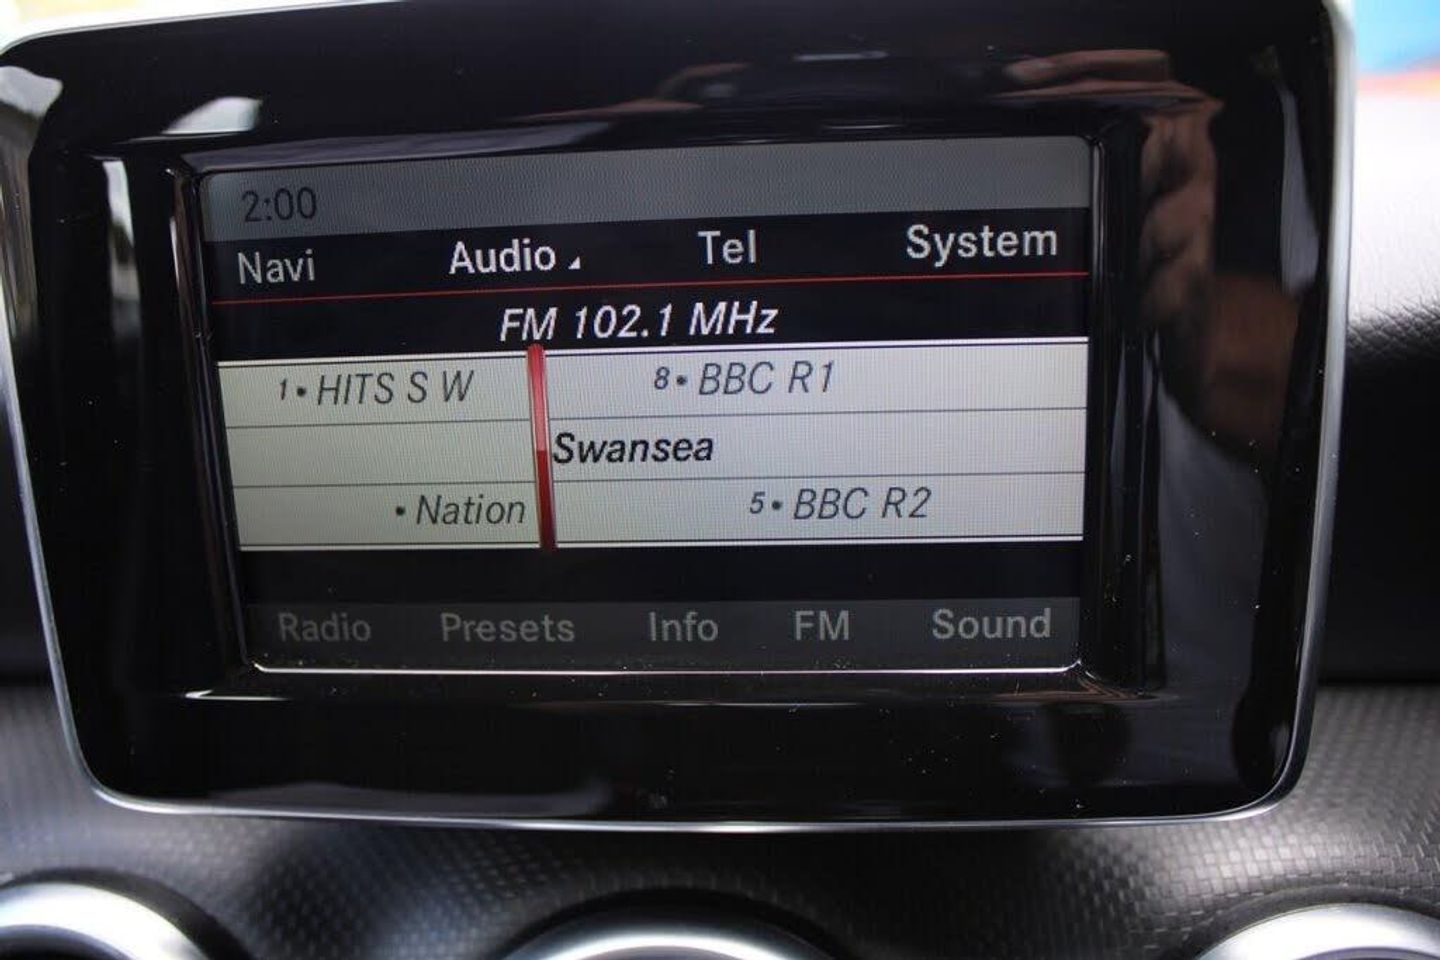 2:00
Navi Audio Tel System
FM 102.1 MHz
1• HITS S W 8• BBC R1
Swansea
• Nation 5• BBC R2
Radio Presets Info FM Sound